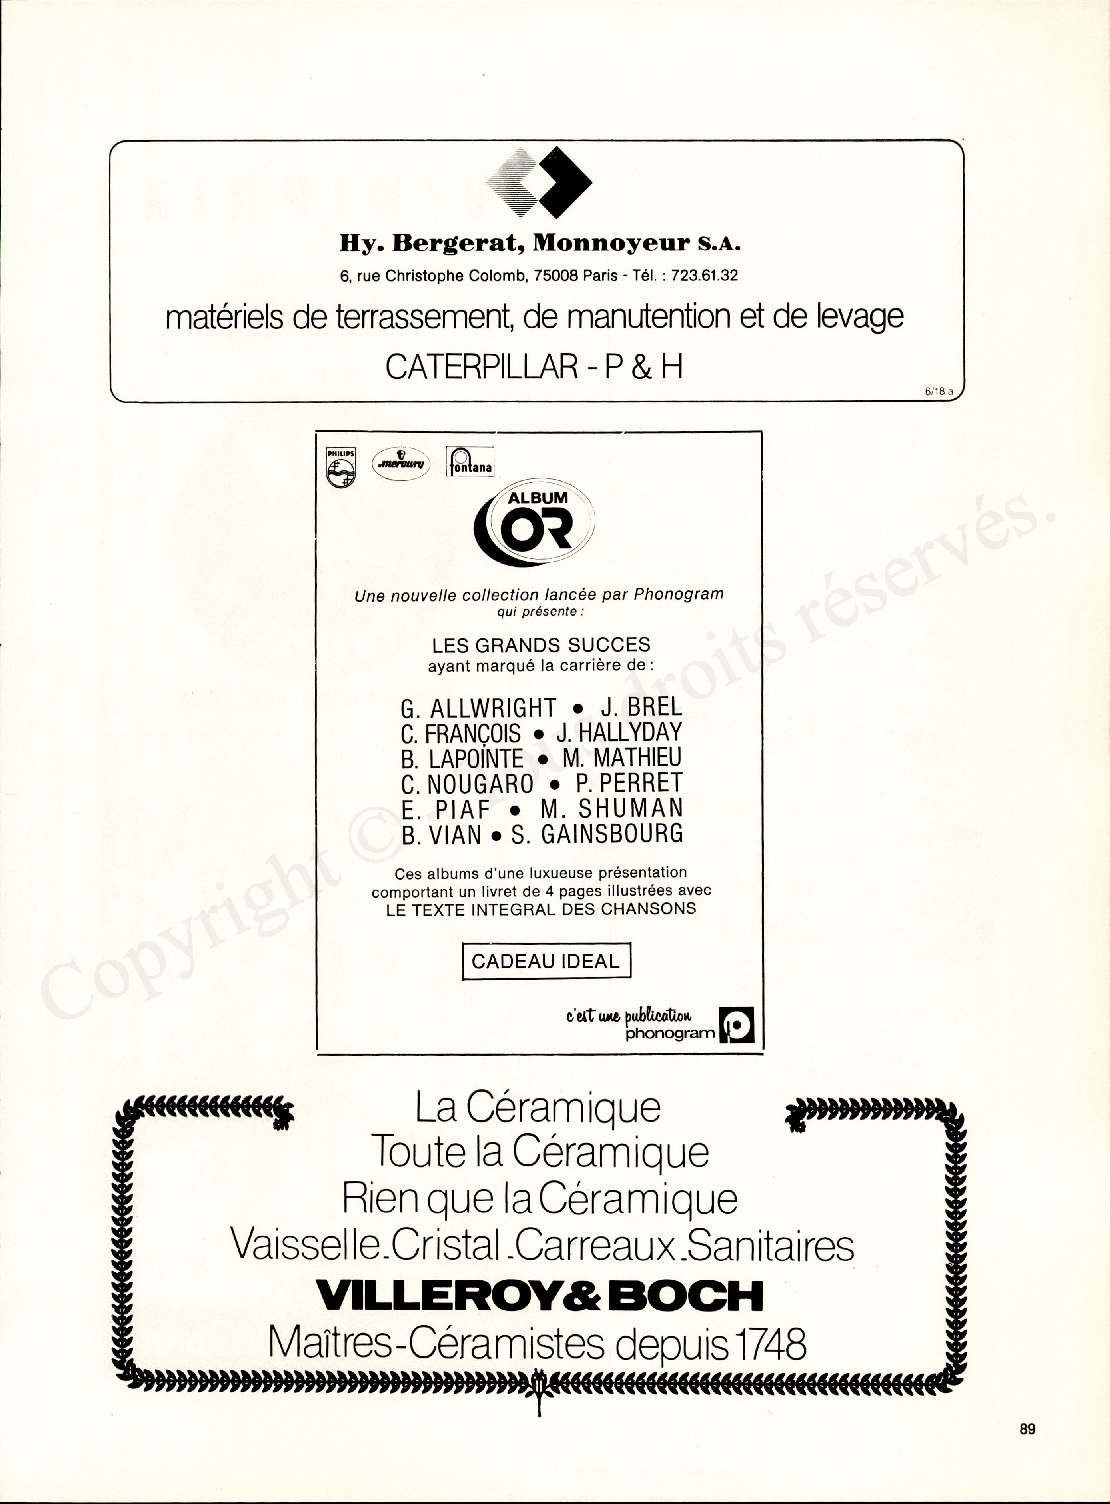 Hy. Bergerat, Monnoyeur S.A.
6, rue Christophe Colomb, 75008 Paris - Tél. : 723.61.32
matériels de terrassement, de manutention et de levage
CATERPILLAR - P & H
6/18 a
PHILIPS
mercury
fontana
ALBUM
OR
Une nouvelle collection lancée par Phonogram
qui présente :
LES GRANDS SUCCES
ayant marqué la carrière de :
G. ALLWRIGHT • J. BREL
C. FRANÇOIS • J. HALLYDAY
B. LAPOINTE • M. MATHIEU
C. NOUGARO • P. PERRET
E. PIAF • M. SHUMAN
B. VIAN • S. GAINSBOURG
Ces albums d'une luxueuse présentation
comportant un livret de 4 pages illustrées avec
LE TEXTE INTEGRAL DES CHANSONS
CADEAU IDEAL
c'est une publication
phonogram
La Céramique
Toute la Céramique
Rien que la Céramique
Vaisselle.Cristal.Carreaux.Sanitaires
VILLEROY & BOCH
Maîtres-Céramistes depuis 1748
89
Copyright © - Tous droits réservés.